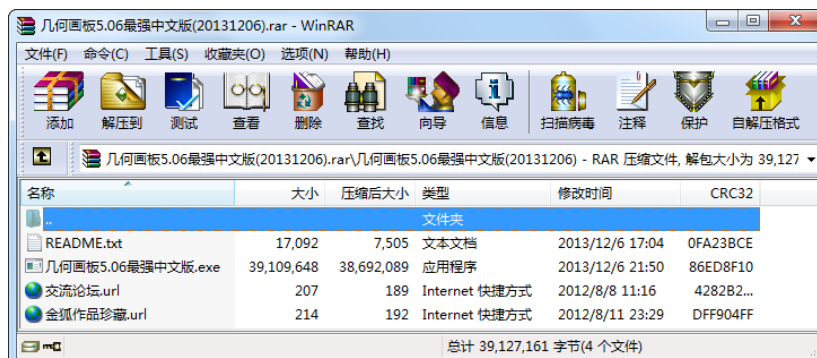 几何画板5.06最强中文版(20131206).rar - WinRAR
文件(F) 命令(C) 工具(S) 收藏夹(O) 选项(N) 帮助(H)
添加 解压到 测试 查看 删除 查找 向导 信息 扫描病毒 注释 保护 自解压格式
几何画板5.06最强中文版(20131206).rar\几何画板5.06最强中文版(20131206) - RAR 压缩文件, 解包大小为 39,127
名称 大小 压缩后大小 类型 修改时间 CRC32
.. 文件夹
README.txt 17,092 7,505 文本文档 2013/12/6 17:04 0FA23BCE
几何画板5.06最强中文版.exe 39,109,648 38,692,089 应用程序 2013/12/6 21:50 86ED8F10
交流论坛.url 207 189 Internet 快捷方式 2012/8/8 11:16 4282B2...
金狐作品珍藏.url 214 192 Internet 快捷方式 2012/8/11 23:29 DFF904FF
总计 39,127,161 字节(4 个文件)